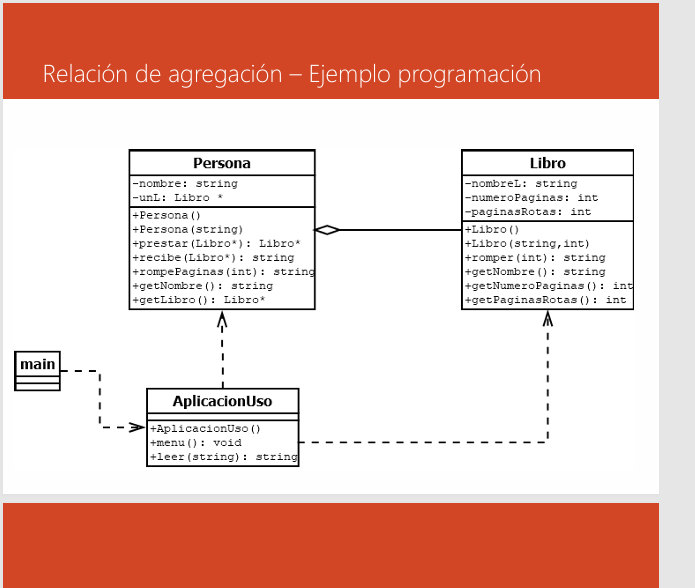 Relación de agregación – Ejemplo programación
Persona
-nombre: string
-unL: Libro *
+Persona()
+Persona(string)
+prestar(Libro*): Libro*
+recibe(Libro*): string
+rompePaginas(int): string
+getNombre(): string
+getLibro(): Libro*
Libro
-nombreL: string
-numeroPaginas: int
-paginasRotas: int
+Libro()
+Libro(string,int)
+romper(int): string
+getNombre(): string
+getNumeroPaginas(): int
+getPaginasRotas(): int
main
AplicacionUso
+AplicacionUso()
+menu(): void
+leer(string): string